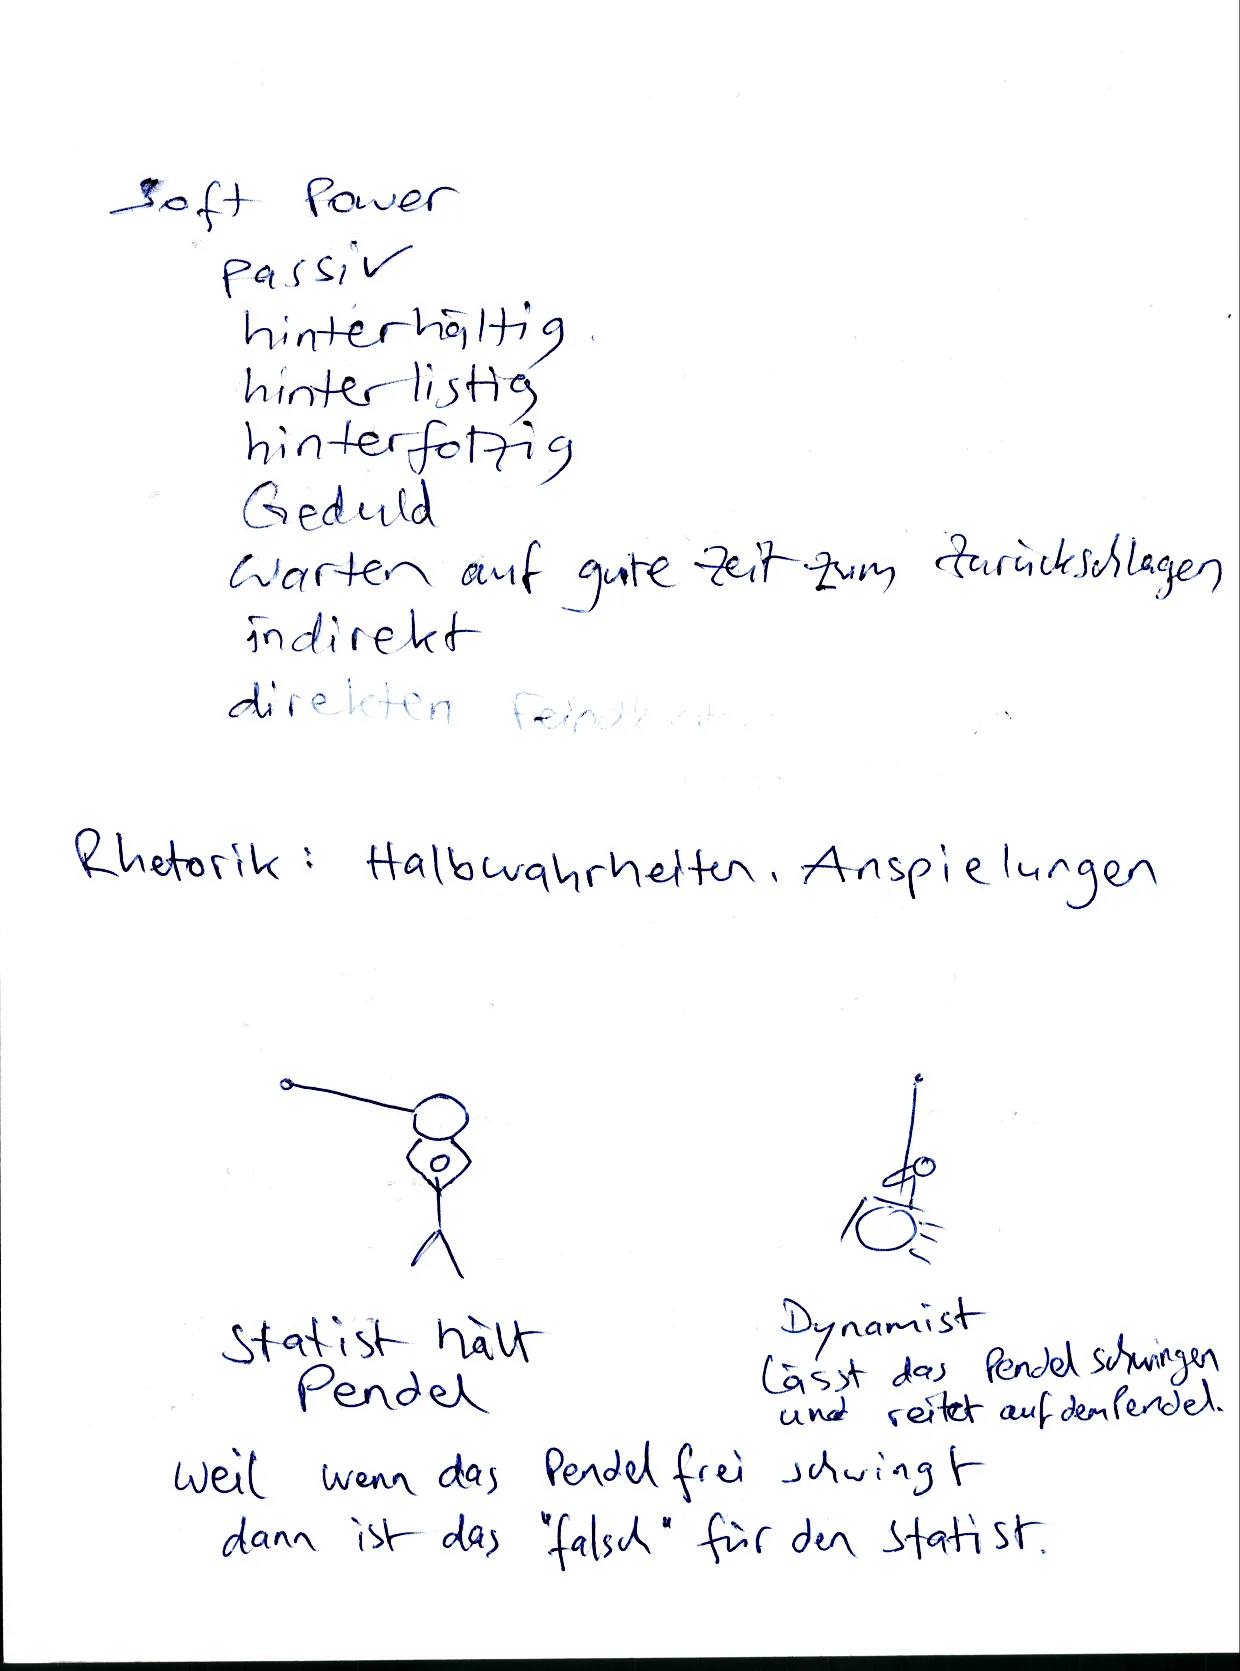 Soft Power
passiv
hinterhältig
hinterlistig
hinterfotzig
Geduld
warten auf gute Zeit zum Zurückschlagen
indirekt
direkten
Rhetorik: Halbwahrheiten, Anspielungen
Statist hält
Pendel
Dynamist
lässt das Pendel schwingen
und reitet auf dem Pendel.
weil wenn das Pendel frei schwingt
dann ist das "falsch" für den Statist.